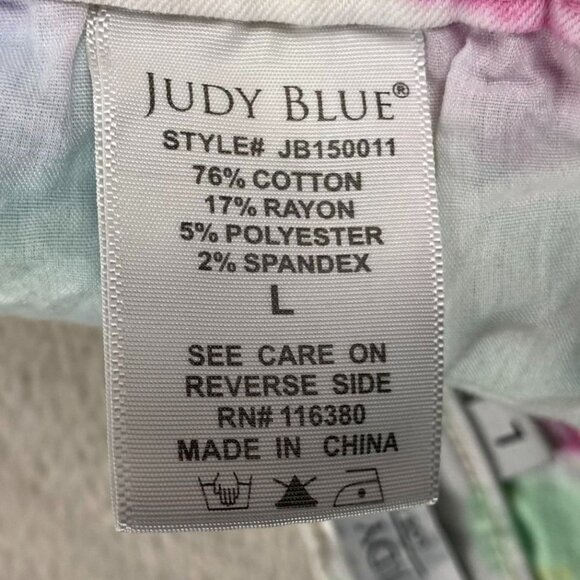 JUDY BLUE®
STYLE# JB150011
76% COTTON
17% RAYON
5% POLYESTER
2% SPANDEX
L
SEE CARE ON
REVERSE SIDE
RN# 116380
MADE IN CHINA
L